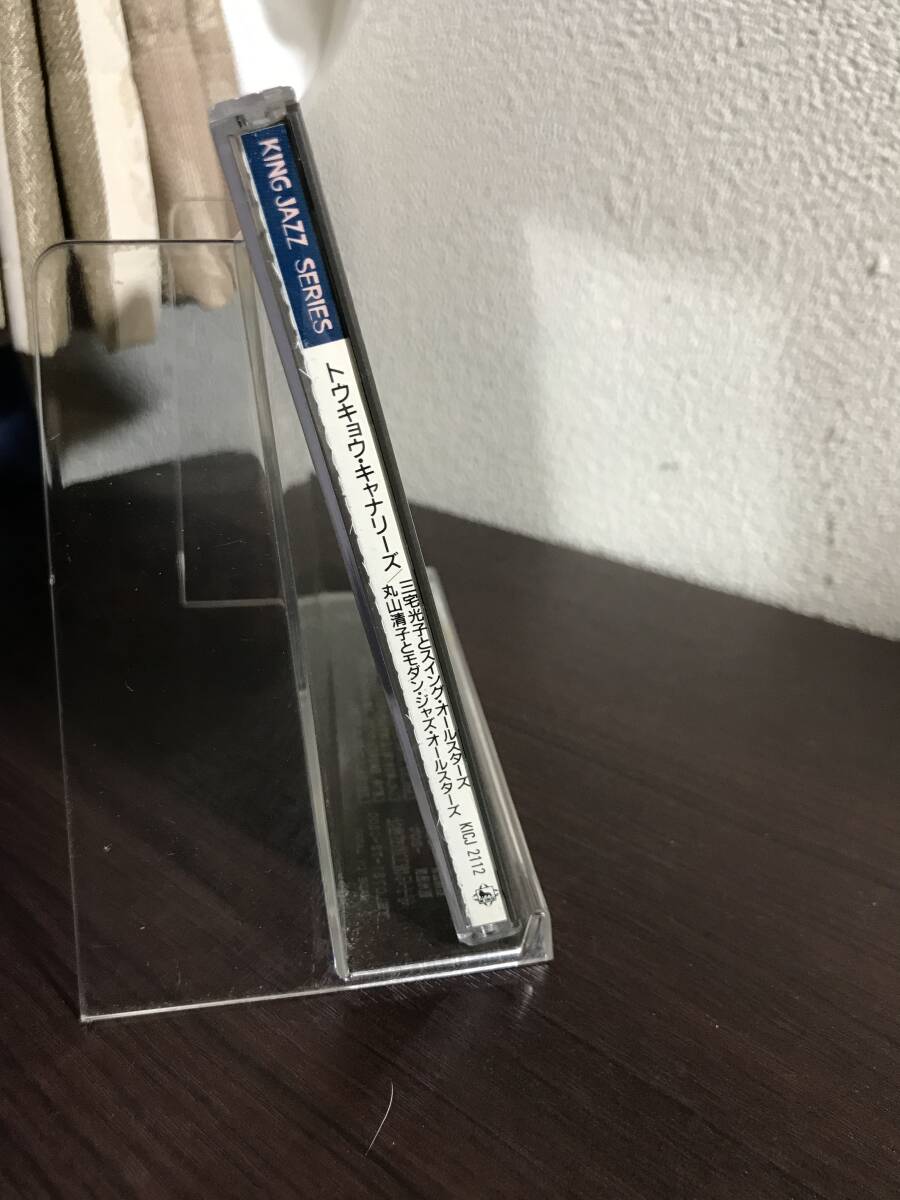 KING JAZZ SERIES
トウキョウ・キャナリーズ/
三宅光子とスイング・オールスターズ
丸山清子とモダン・ジャズ・オールスターズ
KICJ 2112